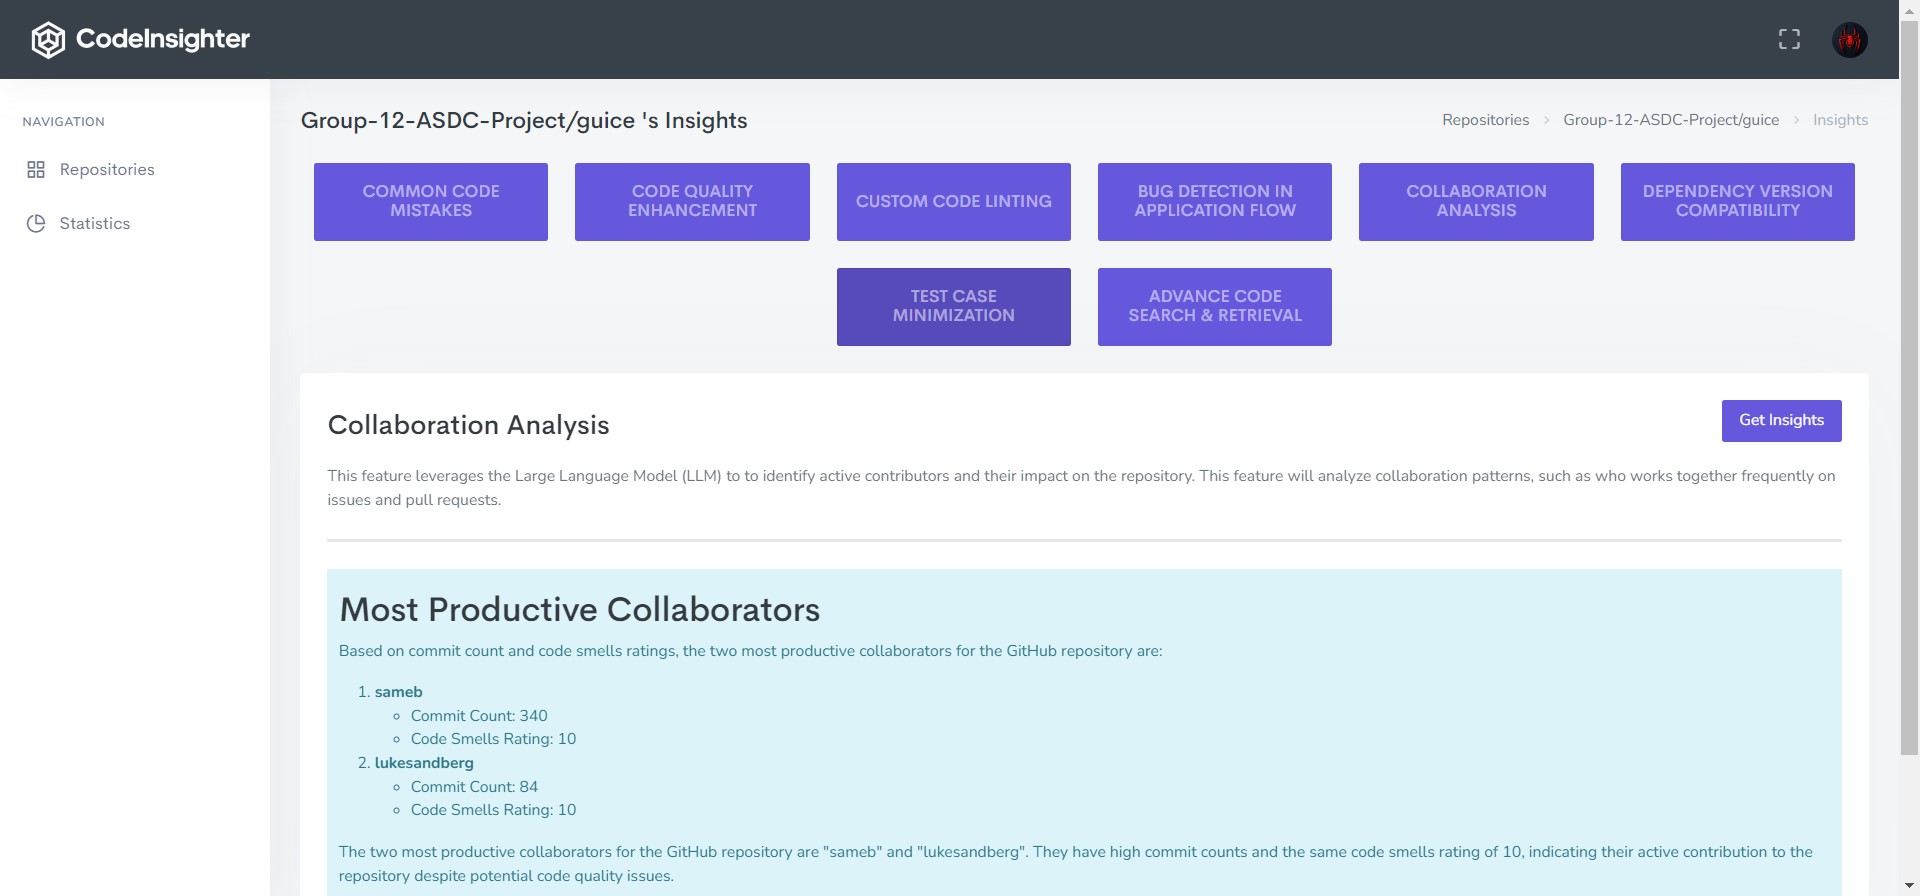 CodeInsighter
NAVIGATION
Repositories
Statistics
Group-12-ASDC-Project/guice 's Insights
Repositories > Group-12-ASDC-Project/guice > Insights
COMMON CODE
MISTAKES
CODE QUALITY
ENHANCEMENT
CUSTOM CODE LINTING
BUG DETECTION IN
APPLICATION FLOW
COLLABORATION
ANALYSIS
DEPENDENCY VERSION
COMPATIBILITY
TEST CASE
MINIMIZATION
ADVANCE CODE
SEARCH & RETRIEVAL
Collaboration Analysis
Get Insights
This feature leverages the Large Language Model (LLM) to to identify active contributors and their impact on the repository. This feature will analyze collaboration patterns, such as who works together frequently on
issues and pull requests.
Most Productive Collaborators
Based on commit count and code smells ratings, the two most productive collaborators for the GitHub repository are:
1. sameb
Commit Count: 340
Code Smells Rating: 10
2. lukesandberg
Commit Count: 84
Code Smells Rating: 10
The two most productive collaborators for the GitHub repository are "sameb" and "lukesandberg". They have high commit counts and the same code smells rating of 10, indicating their active contribution to the
repository despite potential code quality issues.